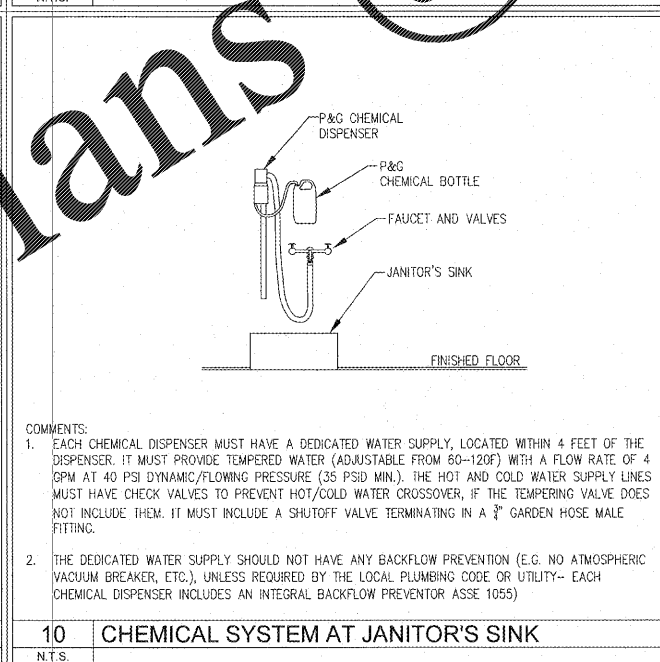 N.T.S.
ans
P&G CHEMICAL
DISPENSER
P&G
CHEMICAL BOTTLE
FAUCET AND VALVES
JANITOR'S SINK
FINISHED FLOOR
COMMENTS:
1. EACH CHEMICAL DISPENSER MUST HAVE A DEDICATED WATER SUPPLY, LOCATED WITHIN 4 FEET OF THE
DISPENSER. IT MUST PROVIDE TEMPERED WATER (ADJUSTABLE FROM 60-120F) WITH A FLOW RATE OF 4
GPM AT 40 PSI DYNAMIC/FLOWING PRESSURE (35 PSID MIN.). THE HOT AND COLD WATER SUPPLY LINES
MUST HAVE CHECK VALVES TO PREVENT HOT/COLD WATER CROSSOVER, IF THE TEMPERING VALVE DOES
NOT INCLUDE THEM. IT MUST INCLUDE A SHUTOFF VALVE TERMINATING IN A 3/4" GARDEN HOSE MALE
FITTING.
2. THE DEDICATED WATER SUPPLY SHOULD NOT HAVE ANY BACKFLOW PREVENTION (E.G. NO ATMOSPHERIC
VACUUM BREAKER, ETC.), UNLESS REQUIRED BY THE LOCAL PLUMBING CODE OR UTILITY-- EACH
CHEMICAL DISPENSER INCLUDES AN INTEGRAL BACKFLOW PREVENTOR ASSE 1055)
10 CHEMICAL SYSTEM AT JANITOR'S SINK
N.T.S.